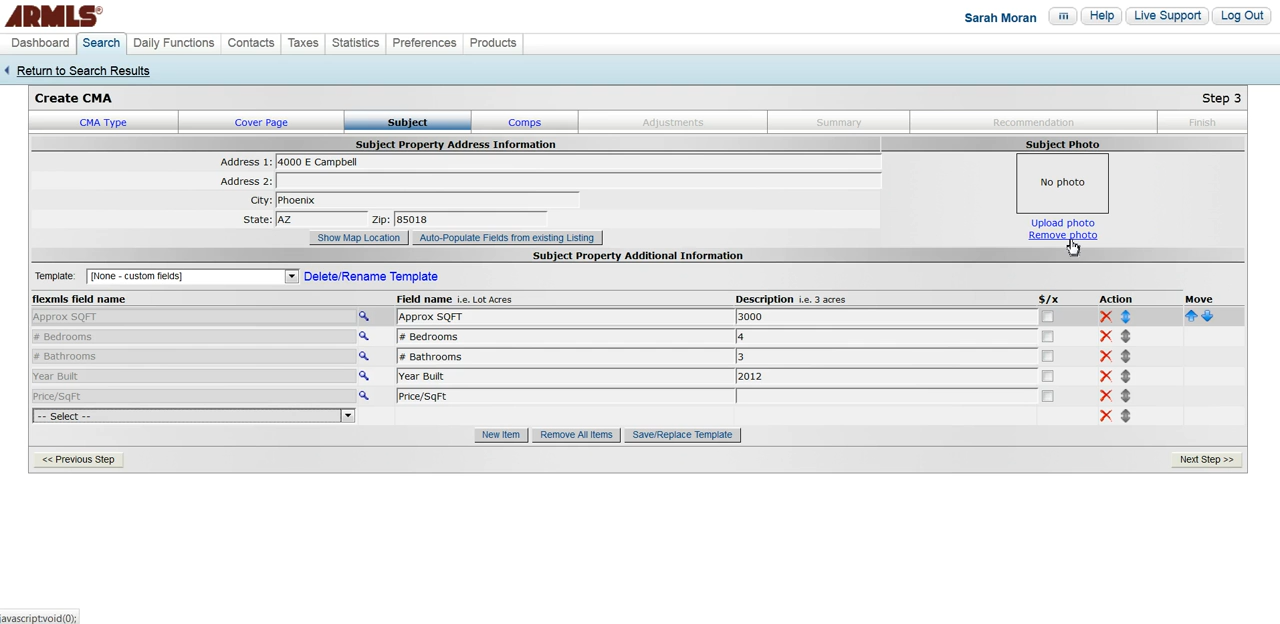 ARMLS®
Sarah Moran
m
Help
Live Support
Log Out
Dashboard
Search
Daily Functions
Contacts
Taxes
Statistics
Preferences
Products
Return to Search Results
Create CMA
Step 3
CMA Type
Cover Page
Subject
Comps
Adjustments
Summary
Recommendation
Finish
Subject Property Address Information
Subject Photo
Address 1: 4000 E Campbell
Address 2:
City: Phoenix
State: AZ Zip: 85018
No photo
Upload photo
Remove photo
Show Map Location
Auto-Populate Fields from existing Listing
Subject Property Additional Information
Template: [None - custom fields] Delete/Rename Template
flexmls field name Field name i.e. Lot Acres Description i.e. 3 acres $/x Action Move
Approx SQFT Approx SQFT 3000
# Bedrooms # Bedrooms 4
# Bathrooms # Bathrooms 3
Year Built Year Built 2012
Price/SqFt Price/SqFt
-- Select --
New Item Remove All Items Save/Replace Template
<< Previous Step
Next Step >>
javascript:void(0);